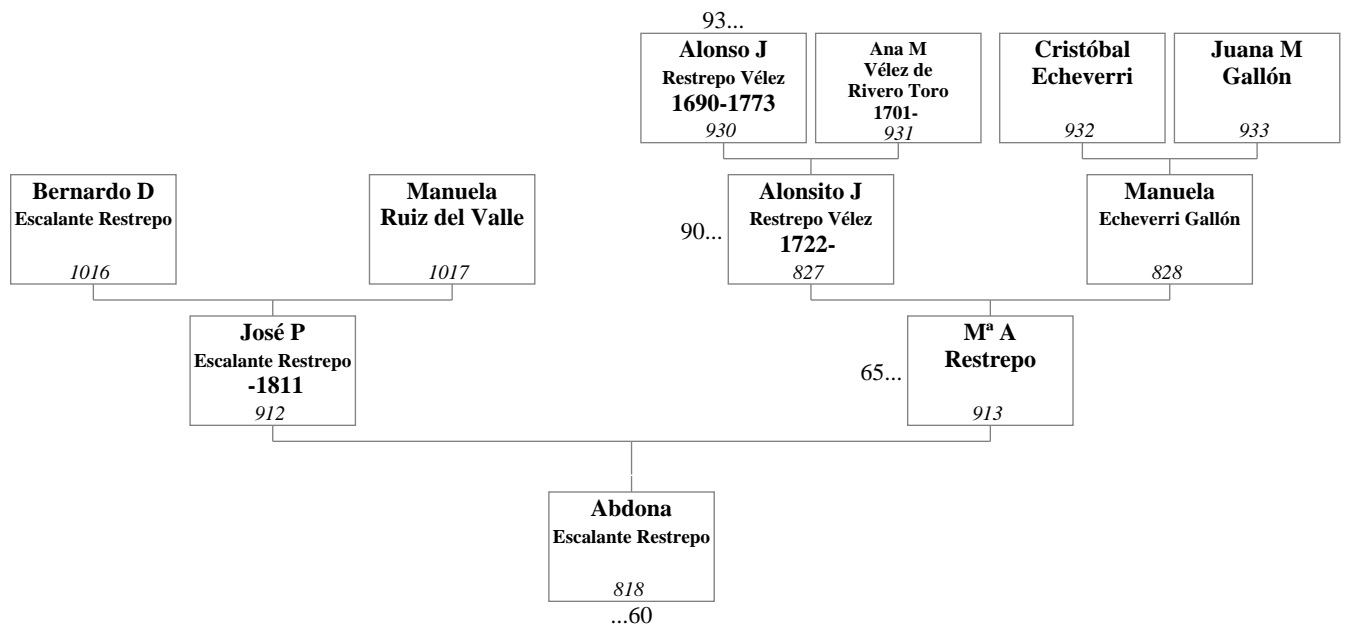 93...
Alonso J
Restrepo Vélez
1690-1773
930
Ana M
Vélez de
Rivero Toro
1701-
931
Cristóbal
Echeverri
932
Juana M
Gallón
933
Bernardo D
Escalante Restrepo
1016
Manuela
Ruiz del Valle
1017
90...
Alonsito J
Restrepo Vélez
1722-
827
Manuela
Echeverri Gallón
828
José P
Escalante Restrepo
-1811
912
65...
Mª A
Restrepo
913
Abdona
Escalante Restrepo
818
...60